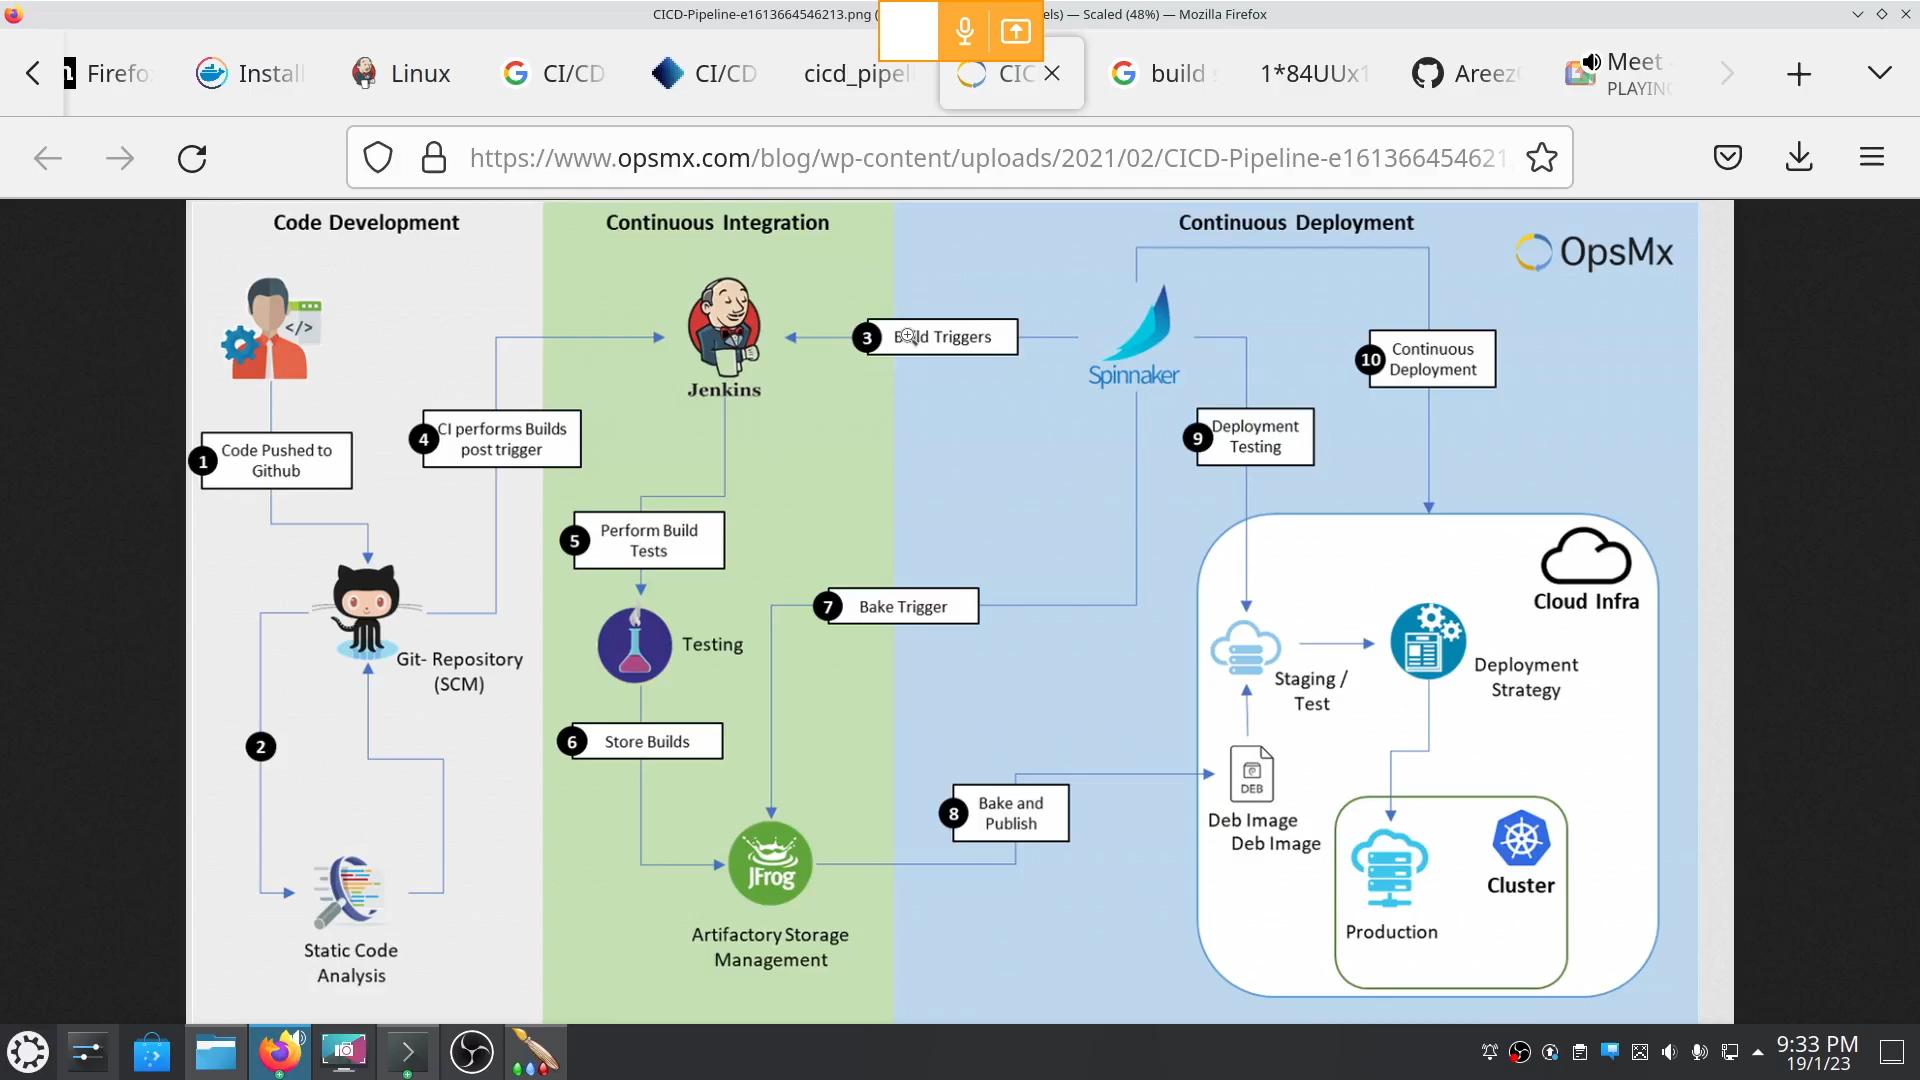 CICD-Pipeline-e1613664546213.png (
els) — Scaled (48%) — Mozilla Firefox
Firefo
Install
Linux
CI/CD
CI/CD
cicd_pipel
CIC
build
1*84UUx1
Areez
Meet
PLAYING
https://www.opsmx.com/blog/wp-content/uploads/2021/02/CICD-Pipeline-e161366454621
Code Development
Continuous Integration
Continuous Deployment
OpsMx
Jenkins
3 Build Triggers
Spinnaker
10 Continuous
Deployment
4 CI performs Builds
post trigger
1 Code Pushed to
Github
9 Deployment
Testing
5 Perform Build
Tests
Cloud Infra
7 Bake Trigger
Testing
Git- Repository
(SCM)
Staging /
Test
Deployment
Strategy
2
6 Store Builds
DEB
8 Bake and
Publish
Deb Image
Deb Image
JFrog
Cluster
Production
Artifactory Storage
Management
Static Code
Analysis
9:33 PM
19/1/23